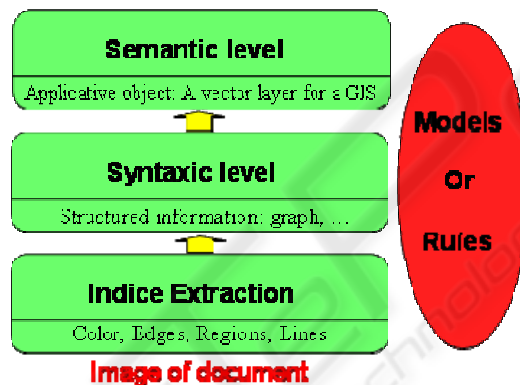 Semantic level
Applicative object: A vector layer for a GIS
Syntaxic level
Structured information: graph, ...
Indice Extraction
Color, Edges, Regions, Lines
Image of document
Models
Or
Rules